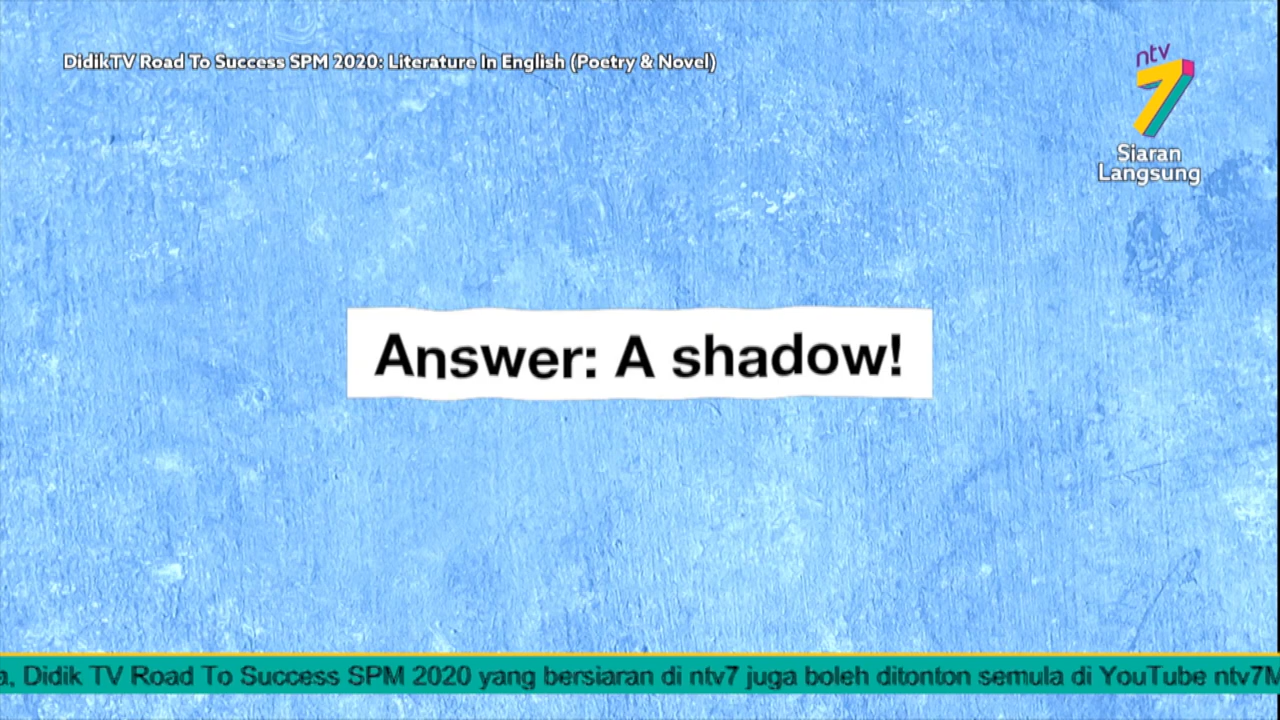 DidikTV Road To Success SPM 2020: Literature In English (Poetry & Novel)
ntv
7
Siaran
Langsung
Answer: A shadow!
a, Didik TV Road To Success SPM 2020 yang bersiaran di ntv7 juga boleh ditonton semula di YouTube ntv7M